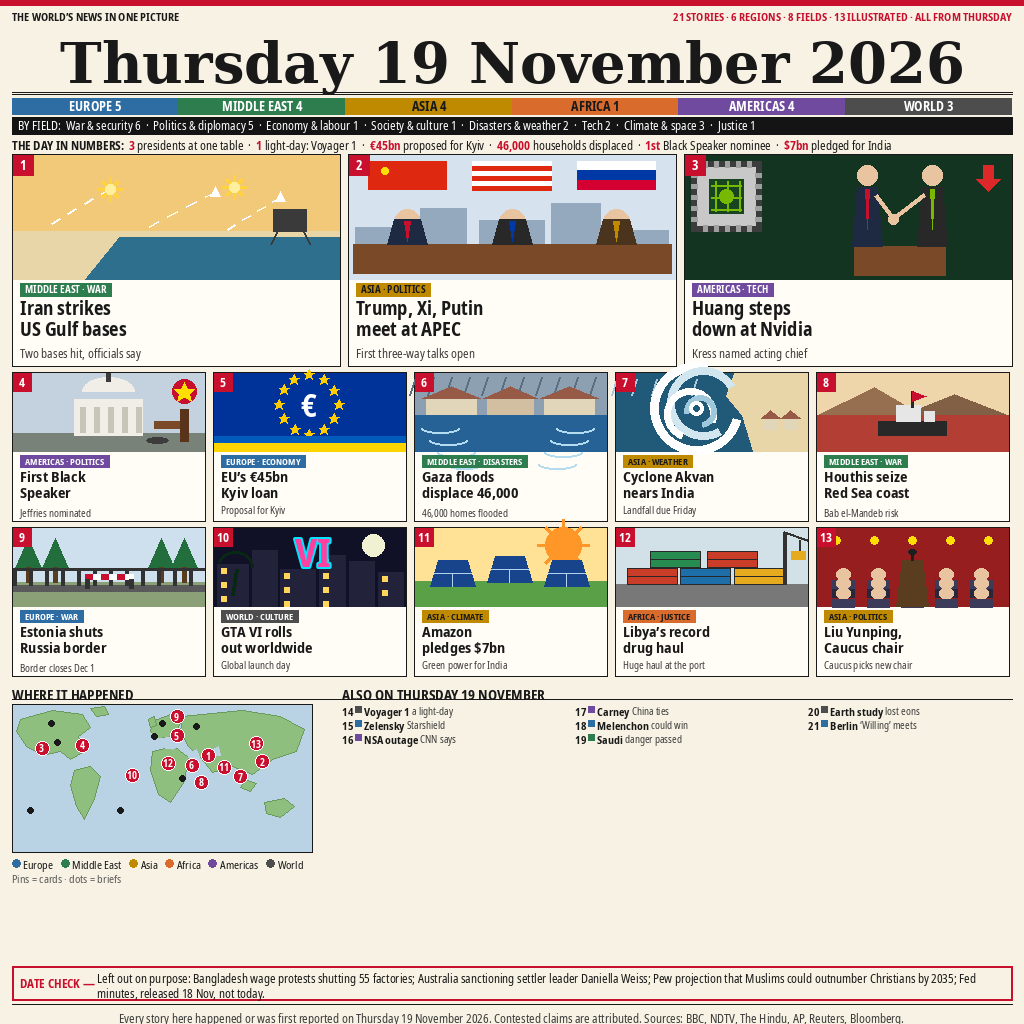 THE WORLD'S NEWS IN ONE PICTURE
21 STORIES · 6 REGIONS · 8 FIELDS · 13 ILLUSTRATED · ALL FROM THURSDAY
Thursday 19 November 2026
EUROPE 5 MIDDLE EAST 4 ASIA 4 AFRICA 1 AMERICAS 4 WORLD 3
BY FIELD: War & security 6 · Politics & diplomacy 5 · Economy & labour 1 · Society & culture 1 · Disasters & weather 2 · Tech 2 · Climate & space 3 · Justice 1
THE DAY IN NUMBERS: 3 presidents at one table · 1 light-day: Voyager 1 · €45bn proposed for Kyiv · 46,000 households displaced · 1st Black Speaker nominee · $7bn pledged for India
1
MIDDLE EAST · WAR
Iran strikes
US Gulf bases
Two bases hit, officials say
2
ASIA · POLITICS
Trump, Xi, Putin
meet at APEC
First three-way talks open
3
AMERICAS · TECH
Huang steps
down at Nvidia
Kress named acting chief
4
AMERICAS · POLITICS
First Black
Speaker
Jeffries nominated
5
€
EUROPE · ECONOMY
EU's €45bn
Kyiv loan
Proposal for Kyiv
6
MIDDLE EAST · DISASTERS
Gaza floods
displace 46,000
46,000 homes flooded
7
ASIA · WEATHER
Cyclone Akvan
nears India
Landfall due Friday
8
MIDDLE EAST · WAR
Houthis seize
Red Sea coast
Bab el-Mandeb risk
9
EUROPE · WAR
Estonia shuts
Russia border
Border closes Dec 1
10
VI
WORLD · CULTURE
GTA VI rolls
out worldwide
Global launch day
11
ASIA · CLIMATE
Amazon
pledges $7bn
Green power for India
12
AFRICA · JUSTICE
Libya's record
drug haul
Huge haul at the port
13
ASIA · POLITICS
Liu Yunping,
Caucus chair
Caucus picks new chair
WHERE IT HAPPENED
9
5
3
4
13
12
6
1
2
10
11
7
8
Europe Middle East Asia Africa Americas World
Pins = cards · dots = briefs
ALSO ON THURSDAY 19 NOVEMBER
14 Voyager 1 a light-day
15 Zelensky Starshield
16 NSA outage CNN says
17 Carney China ties
18 Melenchon could win
19 Saudi danger passed
20 Earth study lost eons
21 Berlin 'Willing' meets
DATE CHECK — Left out on purpose: Bangladesh wage protests shutting 55 factories; Australia sanctioning settler leader Daniella Weiss; Pew projection that Muslims could outnumber Christians by 2035; Fed
minutes, released 18 Nov, not today.
Every story here happened or was first reported on Thursday 19 November 2026. Contested claims are attributed. Sources: BBC, NDTV, The Hindu, AP, Reuters, Bloomberg.